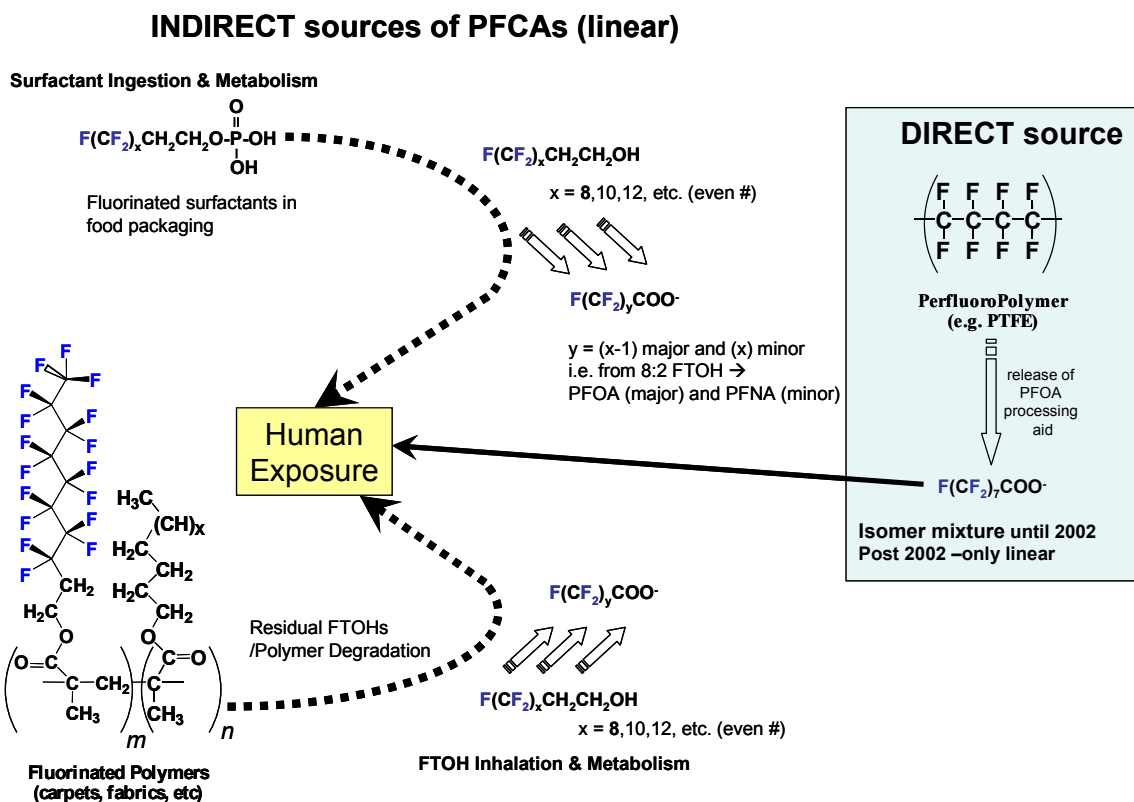 INDIRECT sources of PFCAs (linear)
Surfactant Ingestion & Metabolism
O
F(CF₂)ₓCH₂CH₂O-P-OH
OH
Fluorinated surfactants in
food packaging
F(CF₂)ₓCH₂CH₂OH
x = 8,10,12, etc. (even #)
F(CF₂)yCOO⁻
y = (x-1) major and (x) minor
i.e. from 8:2 FTOH →
PFOA (major) and PFNA (minor)
DIRECT source
F F F F
C C C C
F F F F
PerfluoroPolymer
(e.g. PTFE)
release of
PFOA
processing
aid
F(CF₂)₇COO⁻
Isomer mixture until 2002
Post 2002 –only linear
Human
Exposure
F
F F
F F
F F
F F
F F
F F
F F
F F
CH₂
H₂C
O
O C
C CH₂
CH₃
m
H₃C
(CH)x
H₂C
CH₂
H₂C
CH₂
O
C O
C
CH₃
n
Fluorinated Polymers
(carpets, fabrics, etc)
Residual FTOHs
/Polymer Degradation
F(CF₂)yCOO⁻
F(CF₂)ₓCH₂CH₂OH
x = 8,10,12, etc. (even #)
FTOH Inhalation & Metabolism